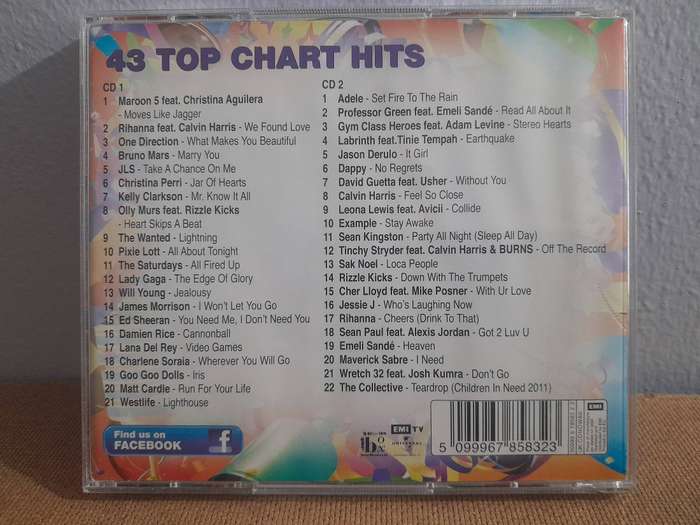 43 TOP CHART HITS
CD 1
1 Maroon 5 feat. Christina Aguilera
- Moves Like Jagger
2 Rihanna feat. Calvin Harris - We Found Love
3 One Direction - What Makes You Beautiful
4 Bruno Mars - Marry You
5 JLS - Take A Chance On Me
6 Christina Perri - Jar Of Hearts
7 Kelly Clarkson - Mr. Know It All
8 Olly Murs feat. Rizzle Kicks
- Heart Skips A Beat
9 The Wanted - Lightning
10 Pixie Lott - All About Tonight
11 The Saturdays - All Fired Up
12 Lady Gaga - The Edge Of Glory
13 Will Young - Jealousy
14 James Morrison - I Won't Let You Go
15 Ed Sheeran - You Need Me, I Don't Need You
16 Damien Rice - Cannonball
17 Lana Del Rey - Video Games
18 Charlene Soraia - Wherever You Will Go
19 Goo Goo Dolls - Iris
20 Matt Cardle - Run For Your Life
21 Westlife - Lighthouse
CD 2
1 Adele - Set Fire To The Rain
2 Professor Green feat. Emeli Sandé - Read All About It
3 Gym Class Heroes feat. Adam Levine - Stereo Hearts
4 Labrinth feat.Tinie Tempah - Earthquake
5 Jason Derulo - It Girl
6 Dappy - No Regrets
7 David Guetta feat. Usher - Without You
8 Calvin Harris - Feel So Close
9 Leona Lewis feat. Avicii - Collide
10 Example - Stay Awake
11 Sean Kingston - Party All Night (Sleep All Day)
12 Tinchy Stryder feat. Calvin Harris & BURNS - Off The Record
13 Sak Noel - Loca People
14 Rizzle Kicks - Down With The Trumpets
15 Cher Lloyd feat. Mike Posner - With Ur Love
16 Jessie J - Who's Laughing Now
17 Rihanna - Cheers (Drink To That)
18 Sean Paul feat. Alexis Jordan - Got 2 Luv U
19 Emeli Sandé - Heaven
20 Maverick Sabre - I Need
21 Wretch 32 feat. Josh Kumra - Don't Go
22 The Collective - Teardrop (Children In Need 2011)
Find us on
FACEBOOK
f
box
EMI TV
UNIVERSAL
5 099967 858323
EMI